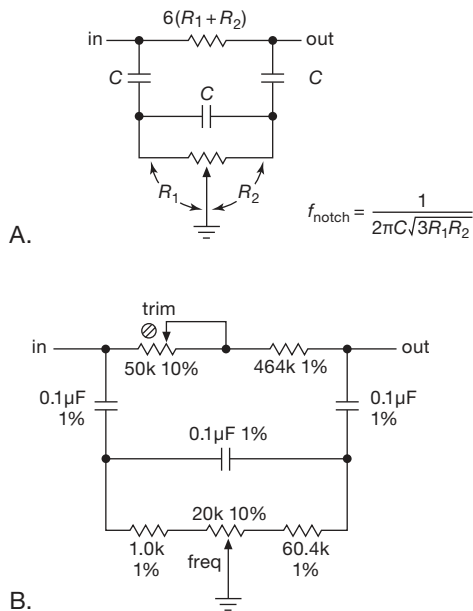 6(R₁+R₂)
in
out
C
C
C
R₁
R₂
f_notch = 1 / 2πC√3R₁R₂
A.
trim
in
out
50k 10%
464k 1%
0.1µF
1%
0.1µF
1%
0.1µF 1%
20k 10%
1.0k
1%
freq
60.4k
1%
B.